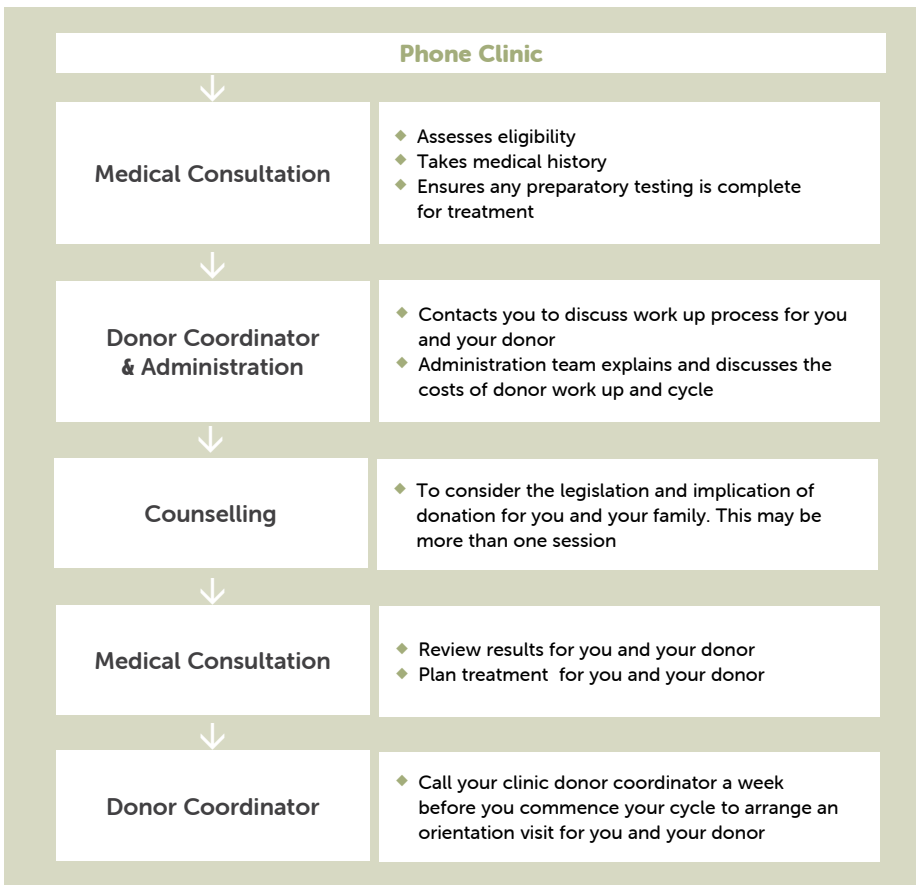 Phone Clinic
Medical Consultation
Assesses eligibility
Takes medical history
Ensures any preparatory testing is complete
for treatment
Donor Coordinator
& Administration
Contacts you to discuss work up process for you
and your donor
Administration team explains and discusses the
costs of donor work up and cycle
Counselling
To consider the legislation and implication of
donation for you and your family. This may be
more than one session
Medical Consultation
Review results for you and your donor
Plan treatment  for you and your donor
Donor Coordinator
Call your clinic donor coordinator a week
before you commence your cycle to arrange an
orientation visit for you and your donor